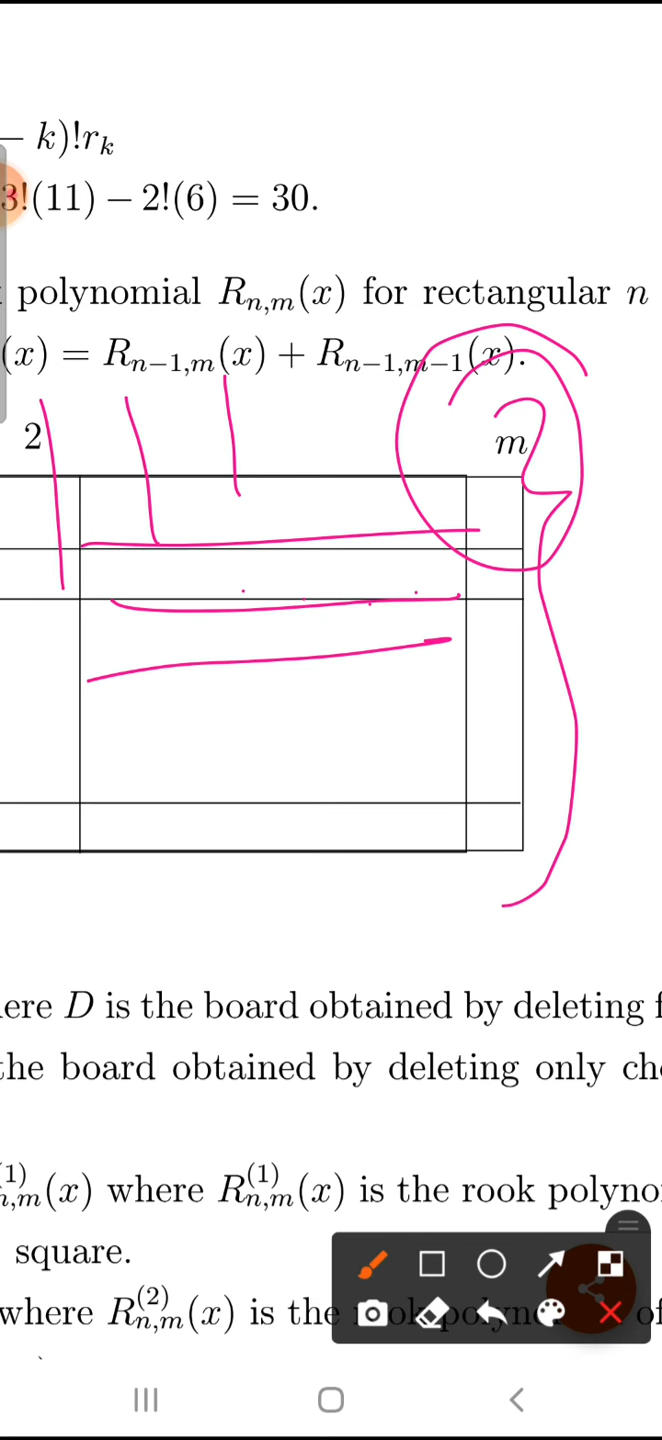 − k)!r_k
3!(11) − 2!(6) = 30.
polynomial R_{n,m}(x) for rectangular n
(x) = R_{n−1,m}(x) + R_{n−1,m−1}(x).
2 m
ere D is the board obtained by deleting
the board obtained by deleting only
^{(1)}_{n,m}(x) where R^{(1)}_{n,m}(x) is the rook
square.
where R^{(2)}_{n,m}(x) is the